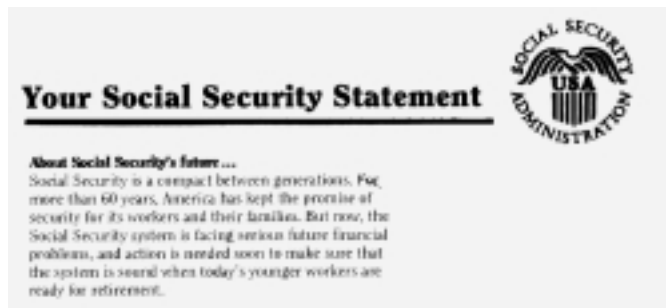 SOCIAL SECURITY
USA
ADMINISTRATION
Your Social Security Statement
About Social Security's future...
Social Security is a compact between generations. For
more than 60 years, America has kept the promise of
security for its workers and their families. But now, the
Social Security system is facing serious future financial
problems, and action is needed soon to make sure that
the system is sound when today's younger workers are
ready for retirement.